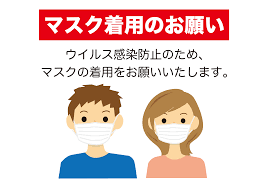 マスク着用のお願い
ウイルス感染防止のため、
マスクの着用をお願いいたします。